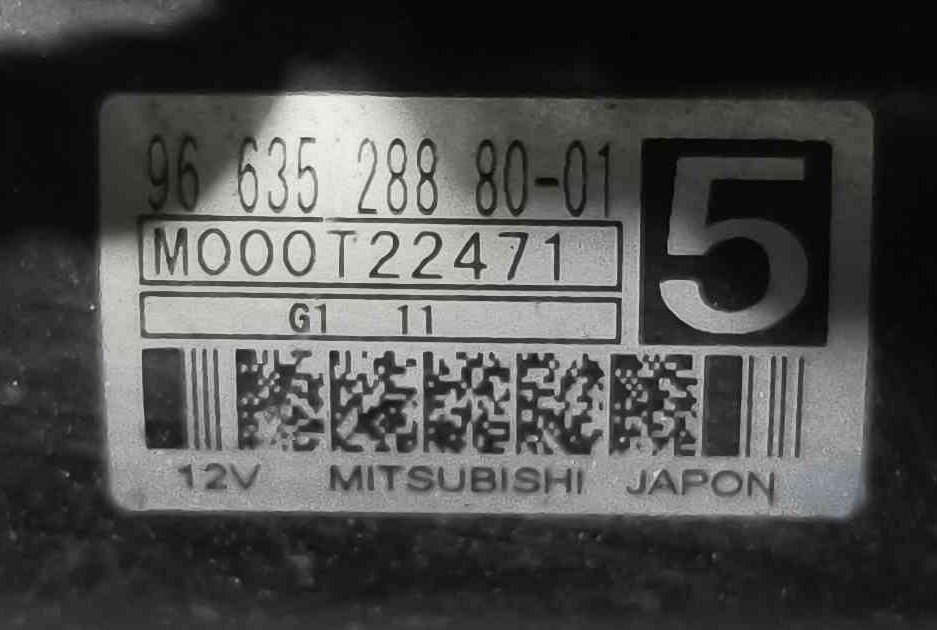 96 635 288 80-01
5
M000T22471
G1 11
12V MITSUBISHI JAPON